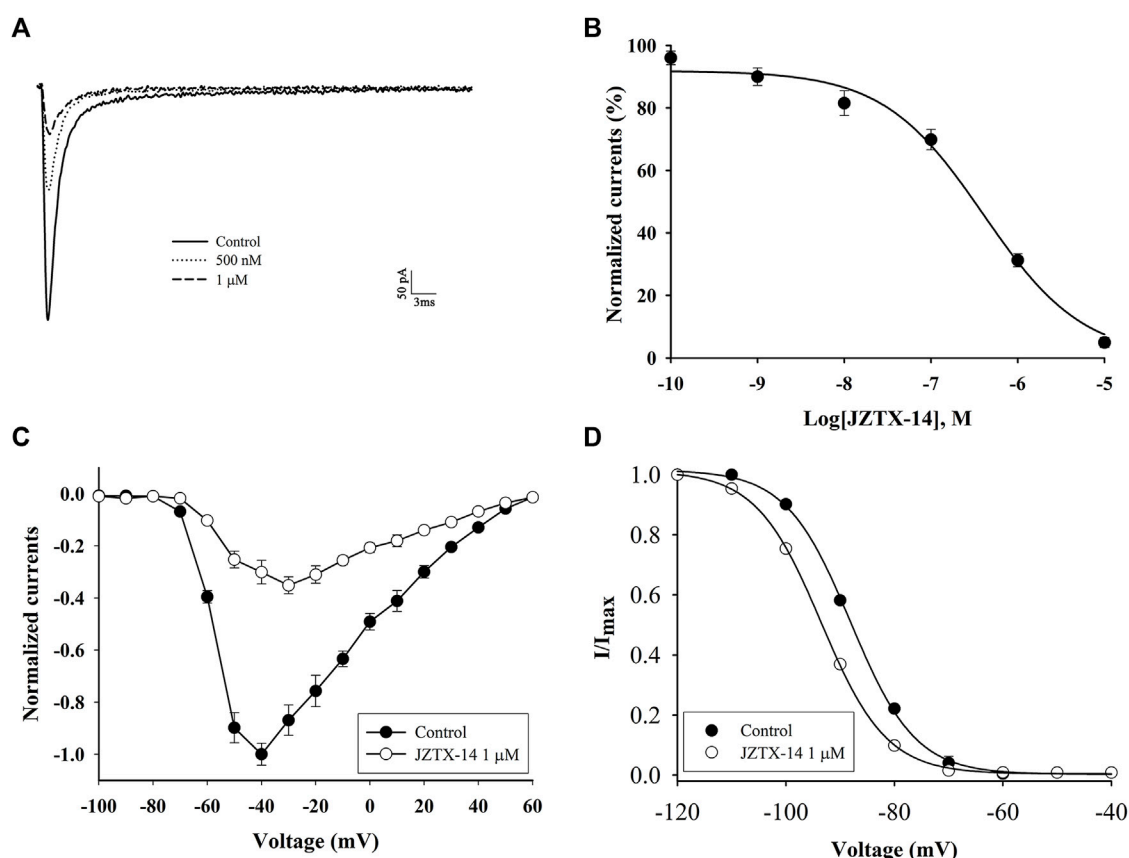 A
Control
500 nM
1 μM
50 pA
3ms
B
Normalized currents (%)
100
80
60
40
20
0
-10 -9 -8 -7 -6 -5
Log[JZTX-14], M
C
Normalized currents
0.0
-0.2
-0.4
-0.6
-0.8
-1.0
Control
JZTX-14 1 μM
-100 -80 -60 -40 -20 0 20 40 60
Voltage (mV)
D
I/Imax
1.0
0.8
0.6
0.4
0.2
0.0
Control
JZTX-14 1 μM
-120 -100 -80 -60 -40
Voltage (mV)